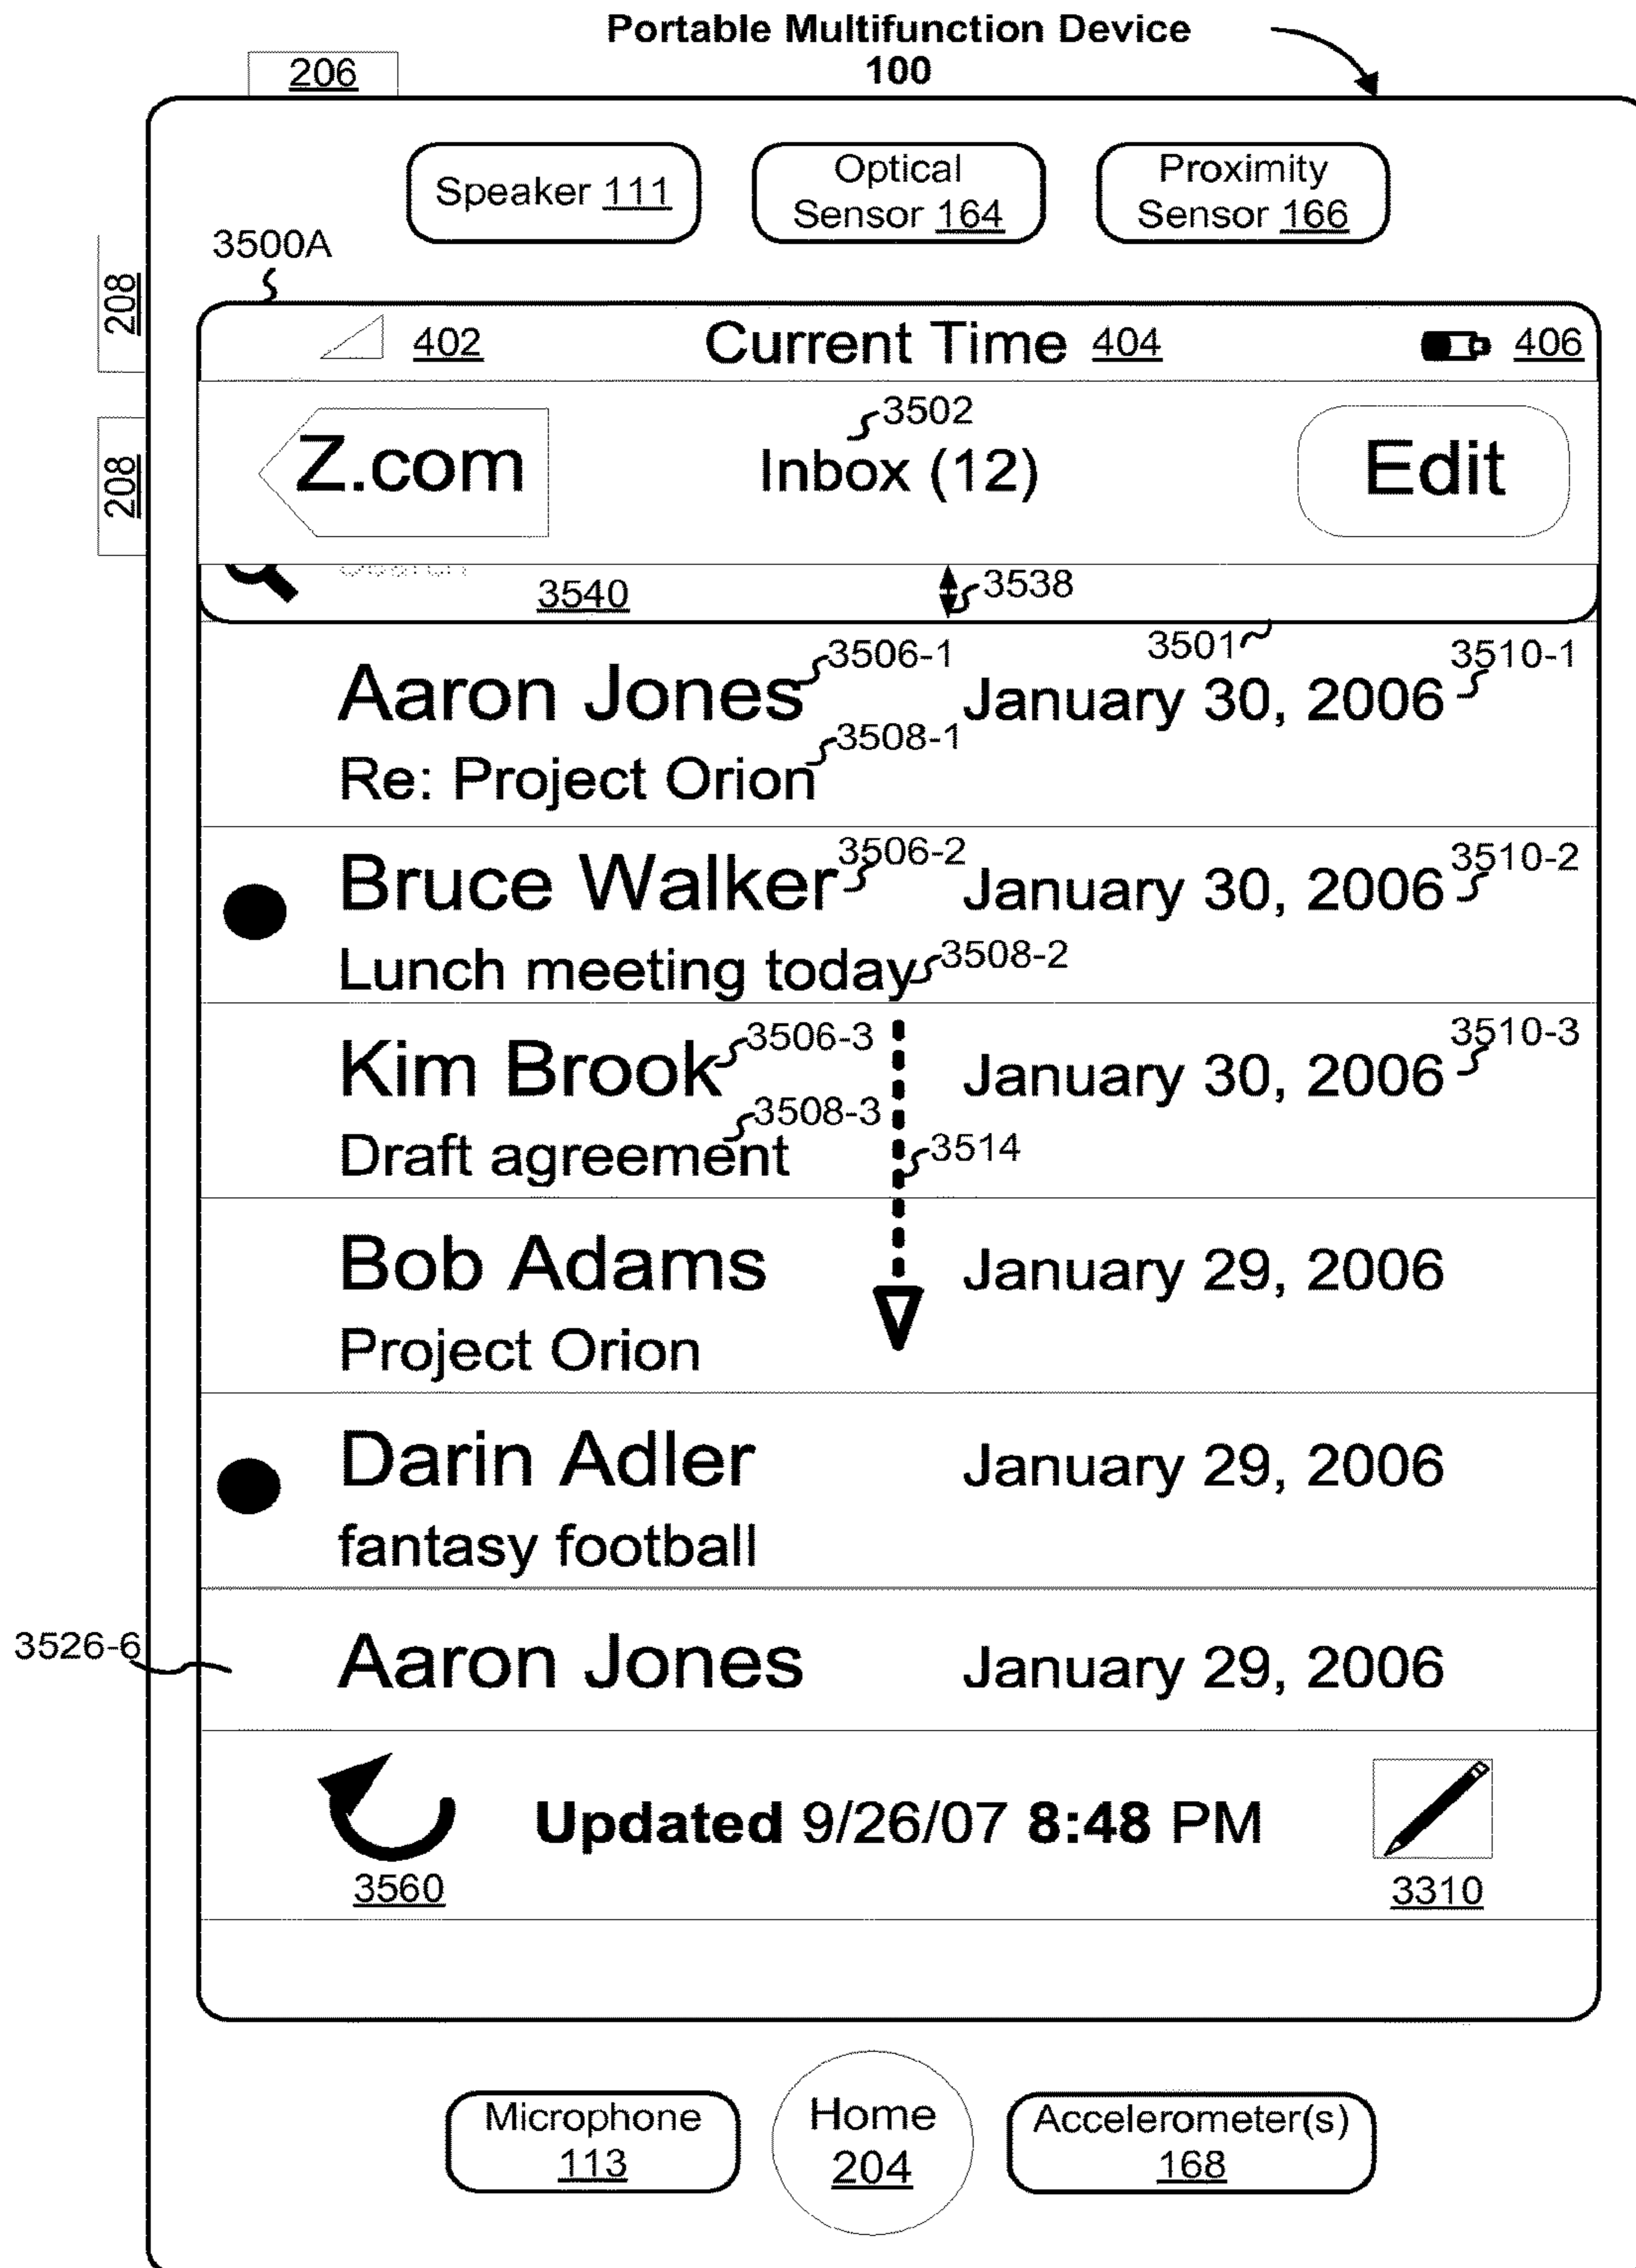 Portable Multifunction Device
100
206
Speaker 111
Optical
Sensor 164
Proximity
Sensor 166
3500A
208
402
Current Time 404
406
3502
Z.com
Inbox (12)
Edit
208
3540
3538
3501
3506-1
3510-1
Aaron Jones
January 30, 2006
3508-1
Re: Project Orion
3506-2
3510-2
Bruce Walker
January 30, 2006
Lunch meeting today
3508-2
3506-3
3510-3
Kim Brook
January 30, 2006
3508-3
Draft agreement
3514
Bob Adams
January 29, 2006
Project Orion
Darin Adler
January 29, 2006
fantasy football
3526-6
Aaron Jones
January 29, 2006
Updated 9/26/07 8:48 PM
3560
3310
Microphone
113
Home
204
Accelerometer(s)
168